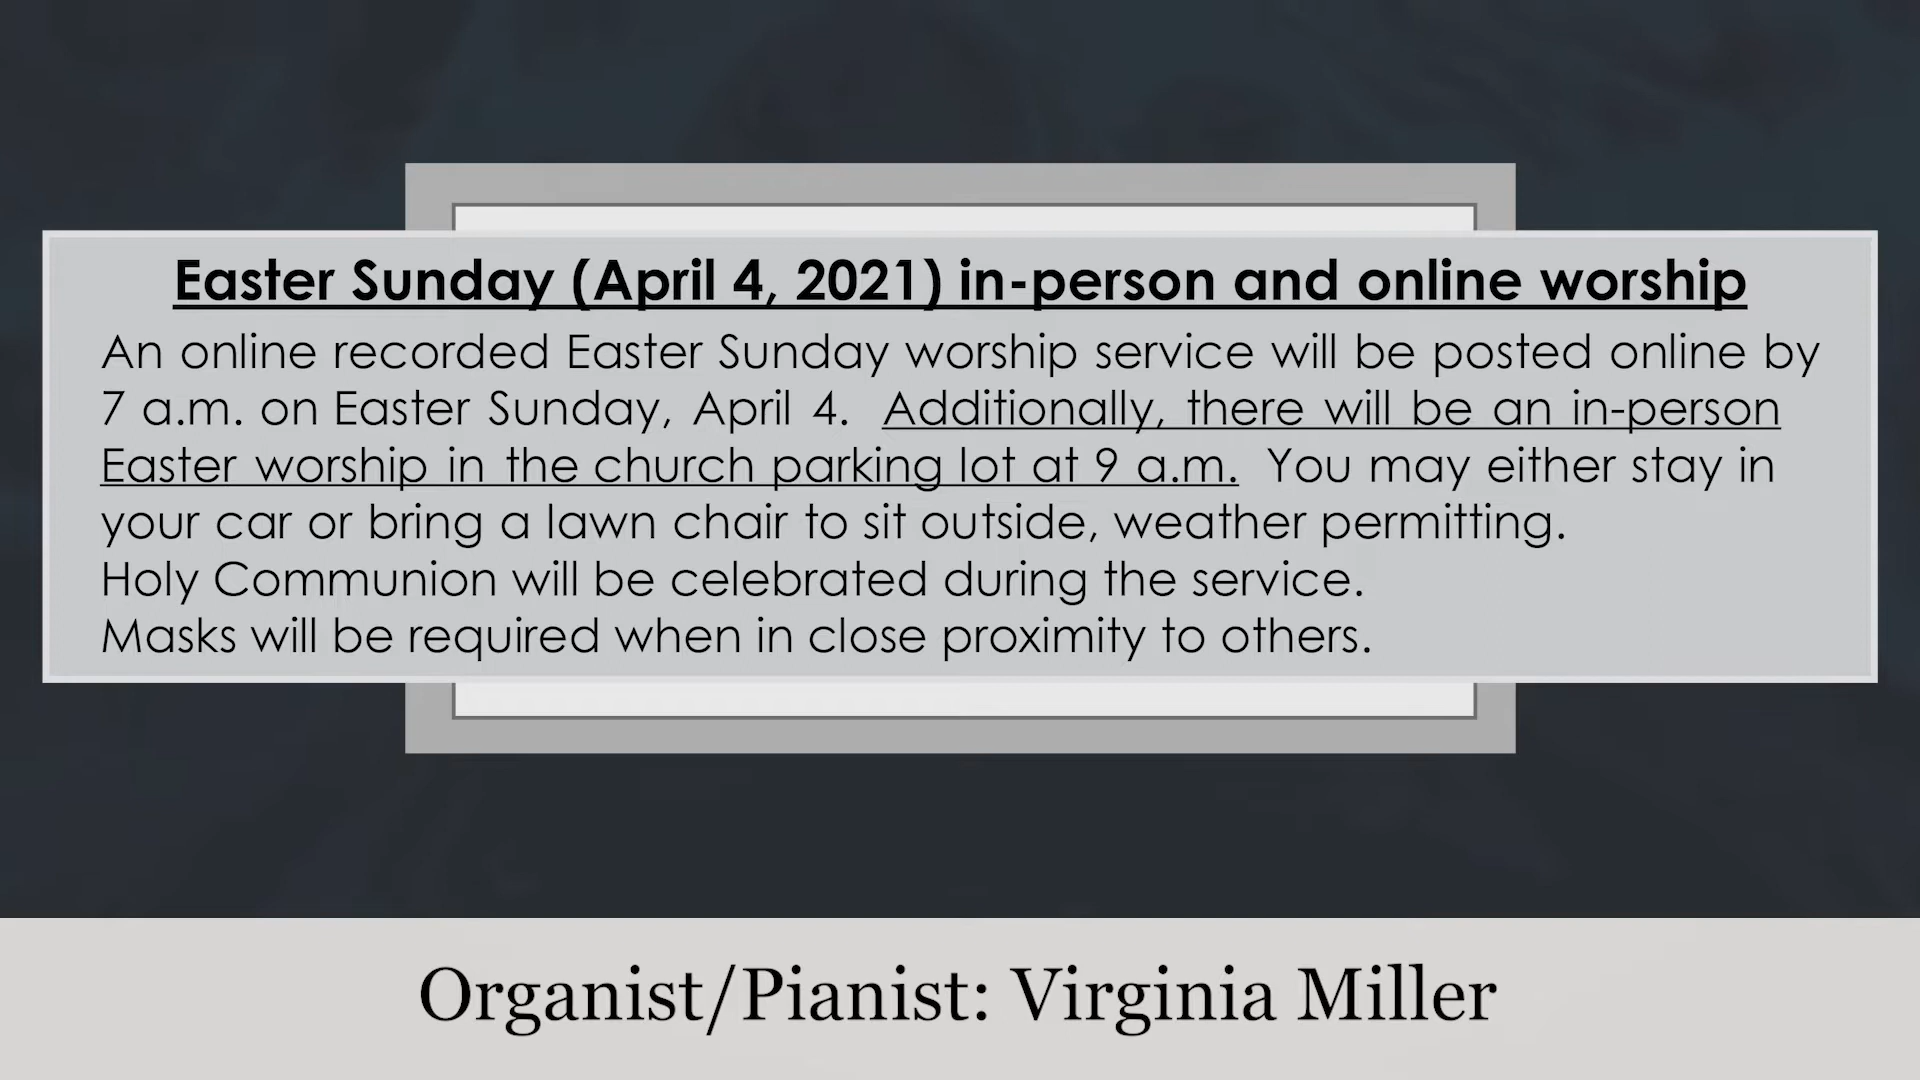 Easter Sunday (April 4, 2021) in-person and online worship
An online recorded Easter Sunday worship service will be posted online by
7 a.m. on Easter Sunday, April 4. Additionally, there will be an in-person
Easter worship in the church parking lot at 9 a.m. You may either stay in
your car or bring a lawn chair to sit outside, weather permitting.
Holy Communion will be celebrated during the service.
Masks will be required when in close proximity to others.
Organist/Pianist: Virginia Miller